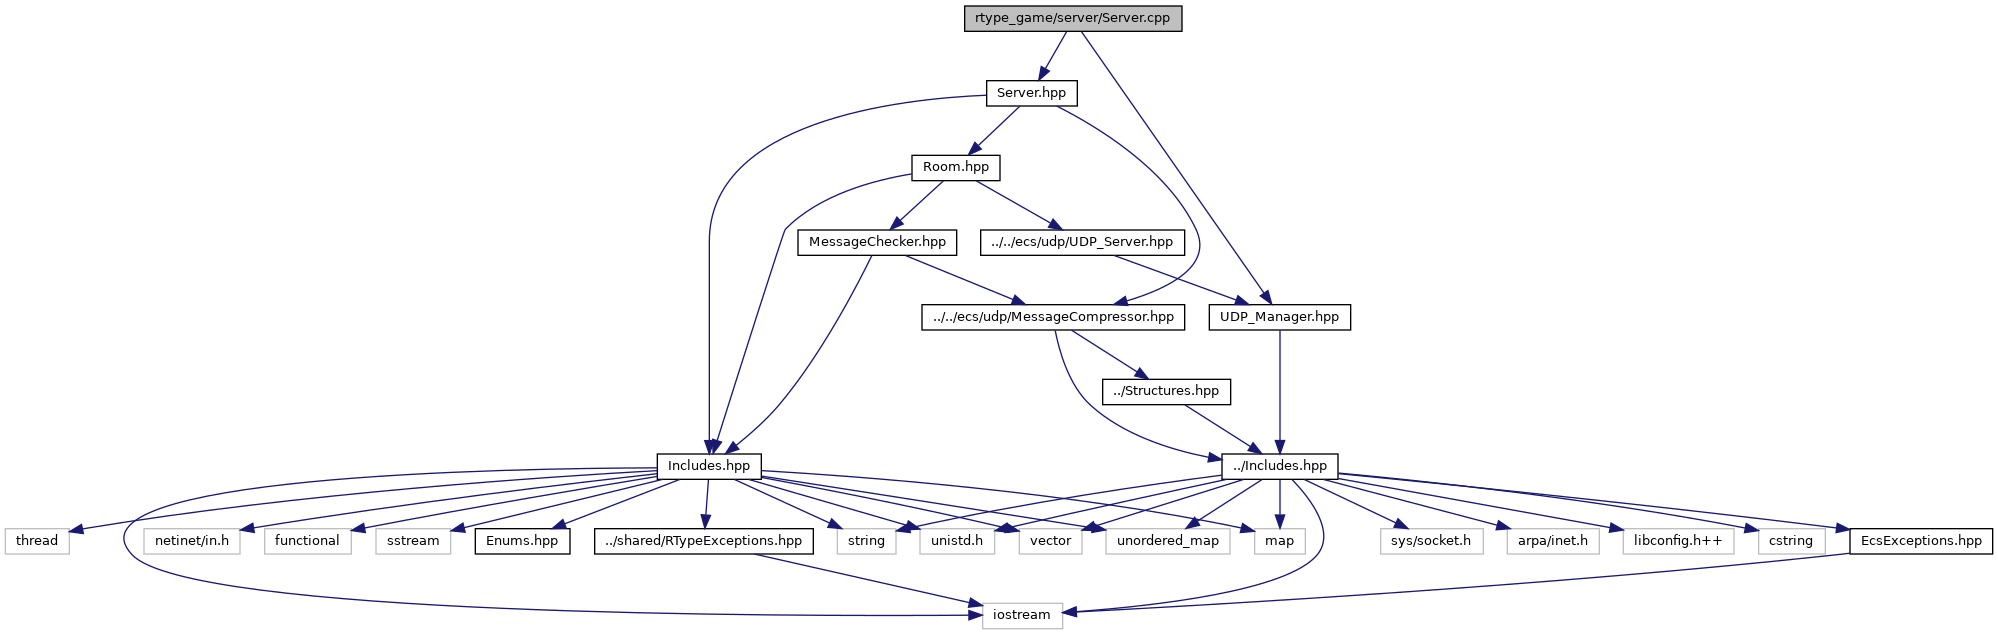 rtype_game/server/Server.cpp
Server.hpp
Room.hpp
MessageChecker.hpp
../../ecs/udp/UDP_Server.hpp
../../ecs/udp/MessageCompressor.hpp
UDP_Manager.hpp
../Structures.hpp
Includes.hpp
../Includes.hpp
thread
netinet/in.h
functional
sstream
Enums.hpp
../shared/RTypeExceptions.hpp
string
unistd.h
vector
unordered_map
map
sys/socket.h
arpa/inet.h
libconfig.h++
cstring
EcsExceptions.hpp
iostream